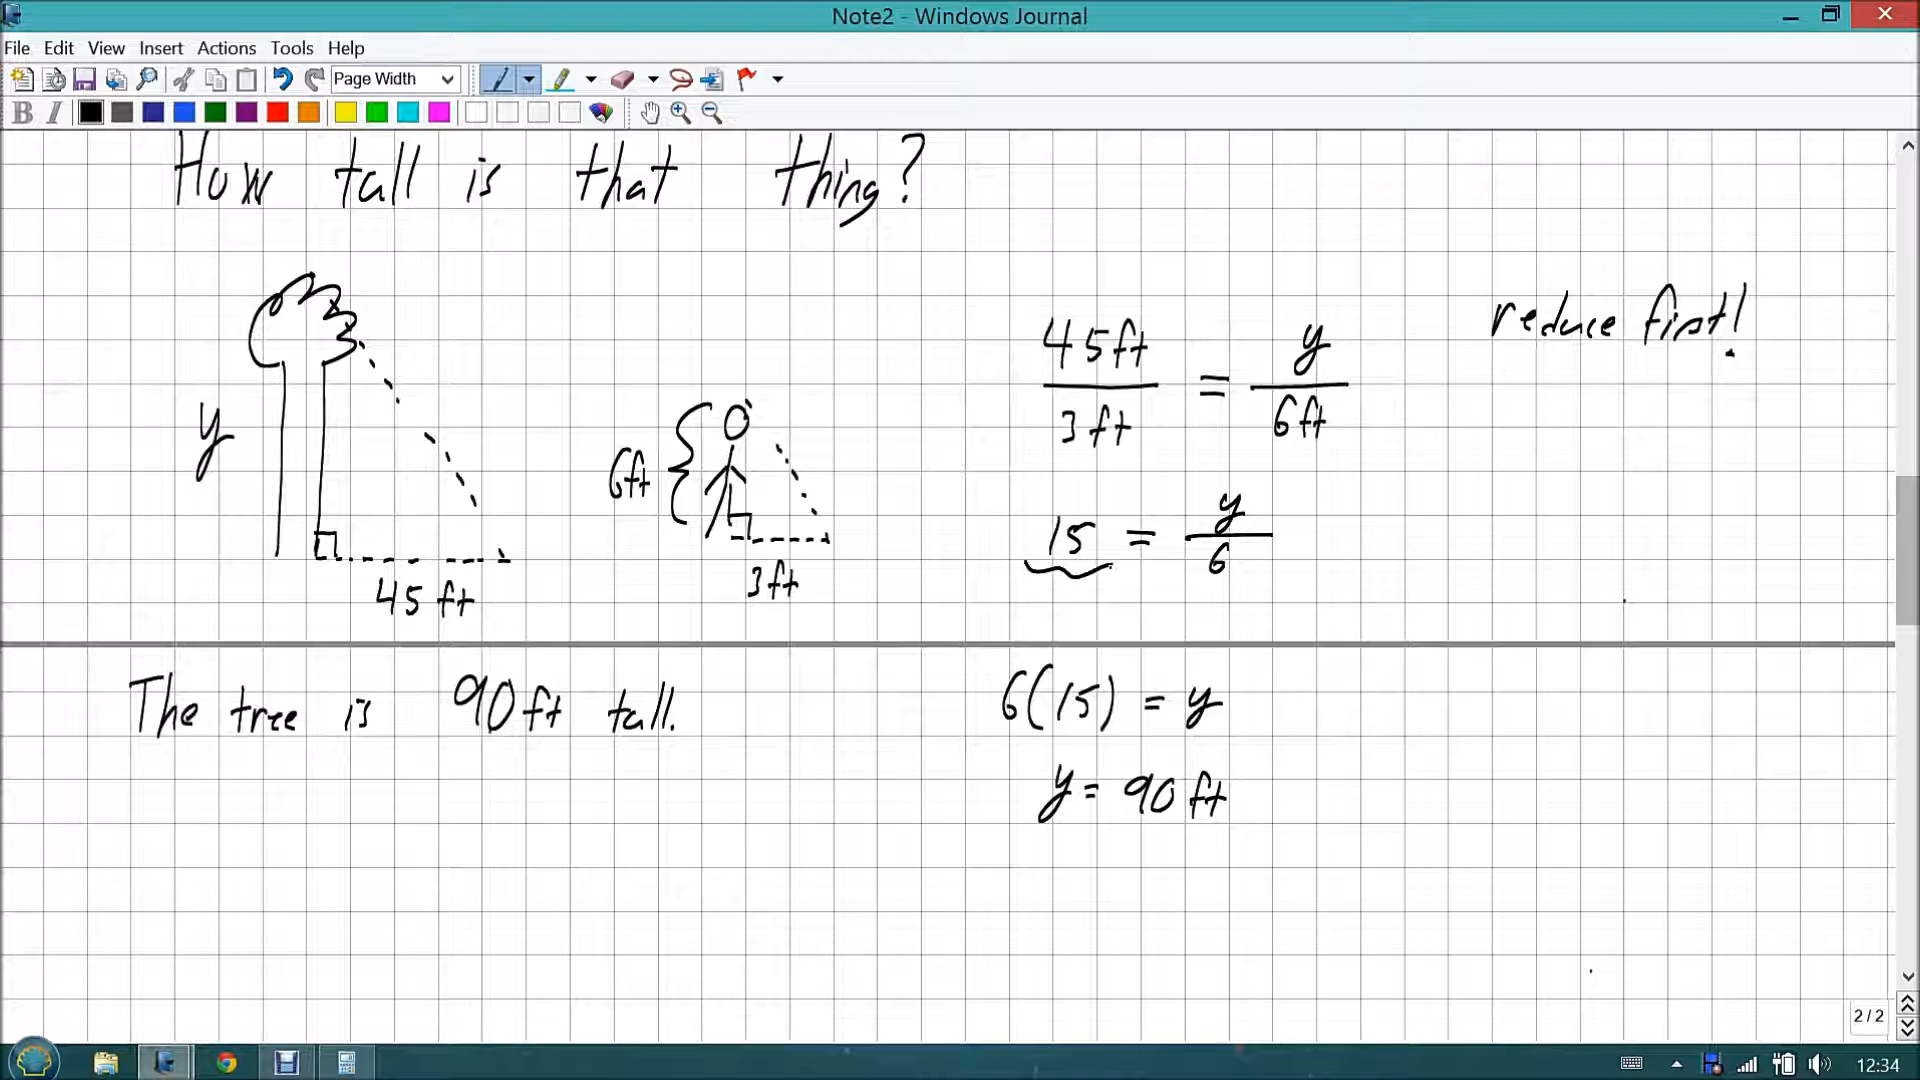 Note2 - Windows Journal
File Edit View Insert Actions Tools Help
Page Width
B I
How tall is that thing?
reduce first!
45ft / 3ft = y / 6ft
y
6ft
15 = y / 6
45 ft
3ft
The tree is 90ft tall.
6(15) = y
y = 90 ft
2 / 2
12:34